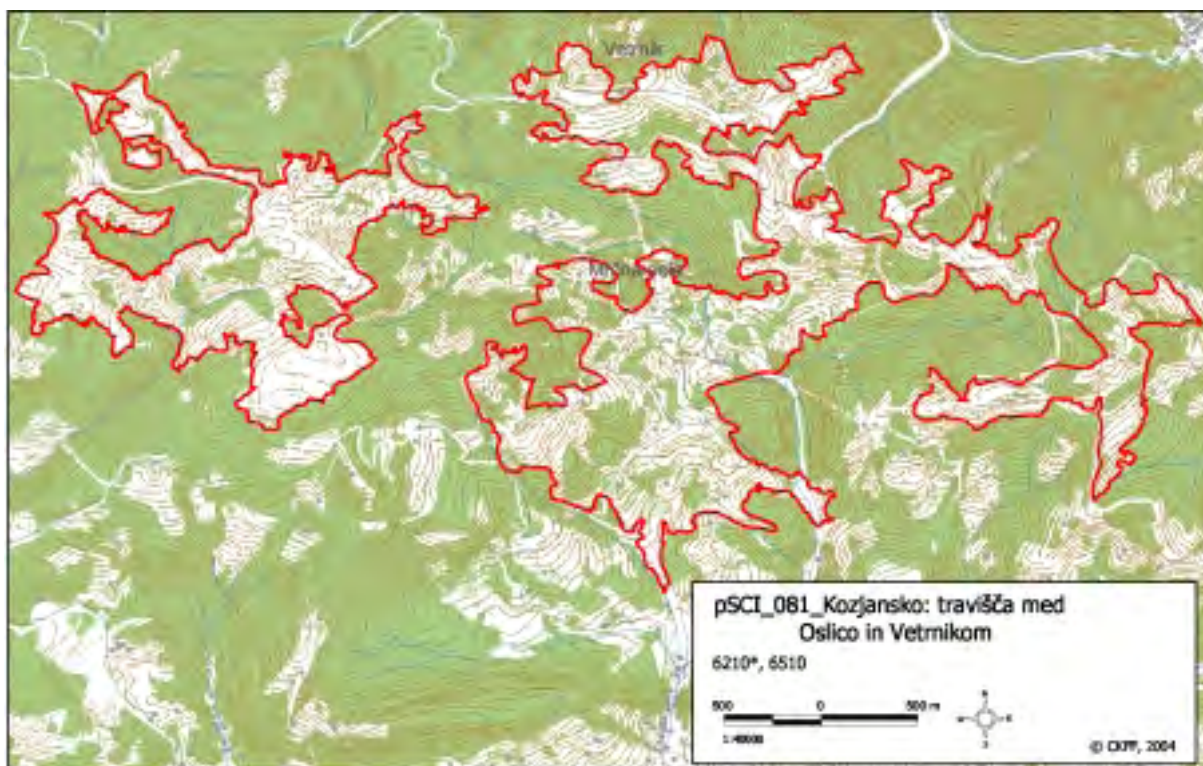 Vetrnik
pSCI_081_Kozjansko: travišča med
Oslico in Vetrnikom
6210*, 6510
500 0 500 m
N
W E
S
© CKFF, 2004